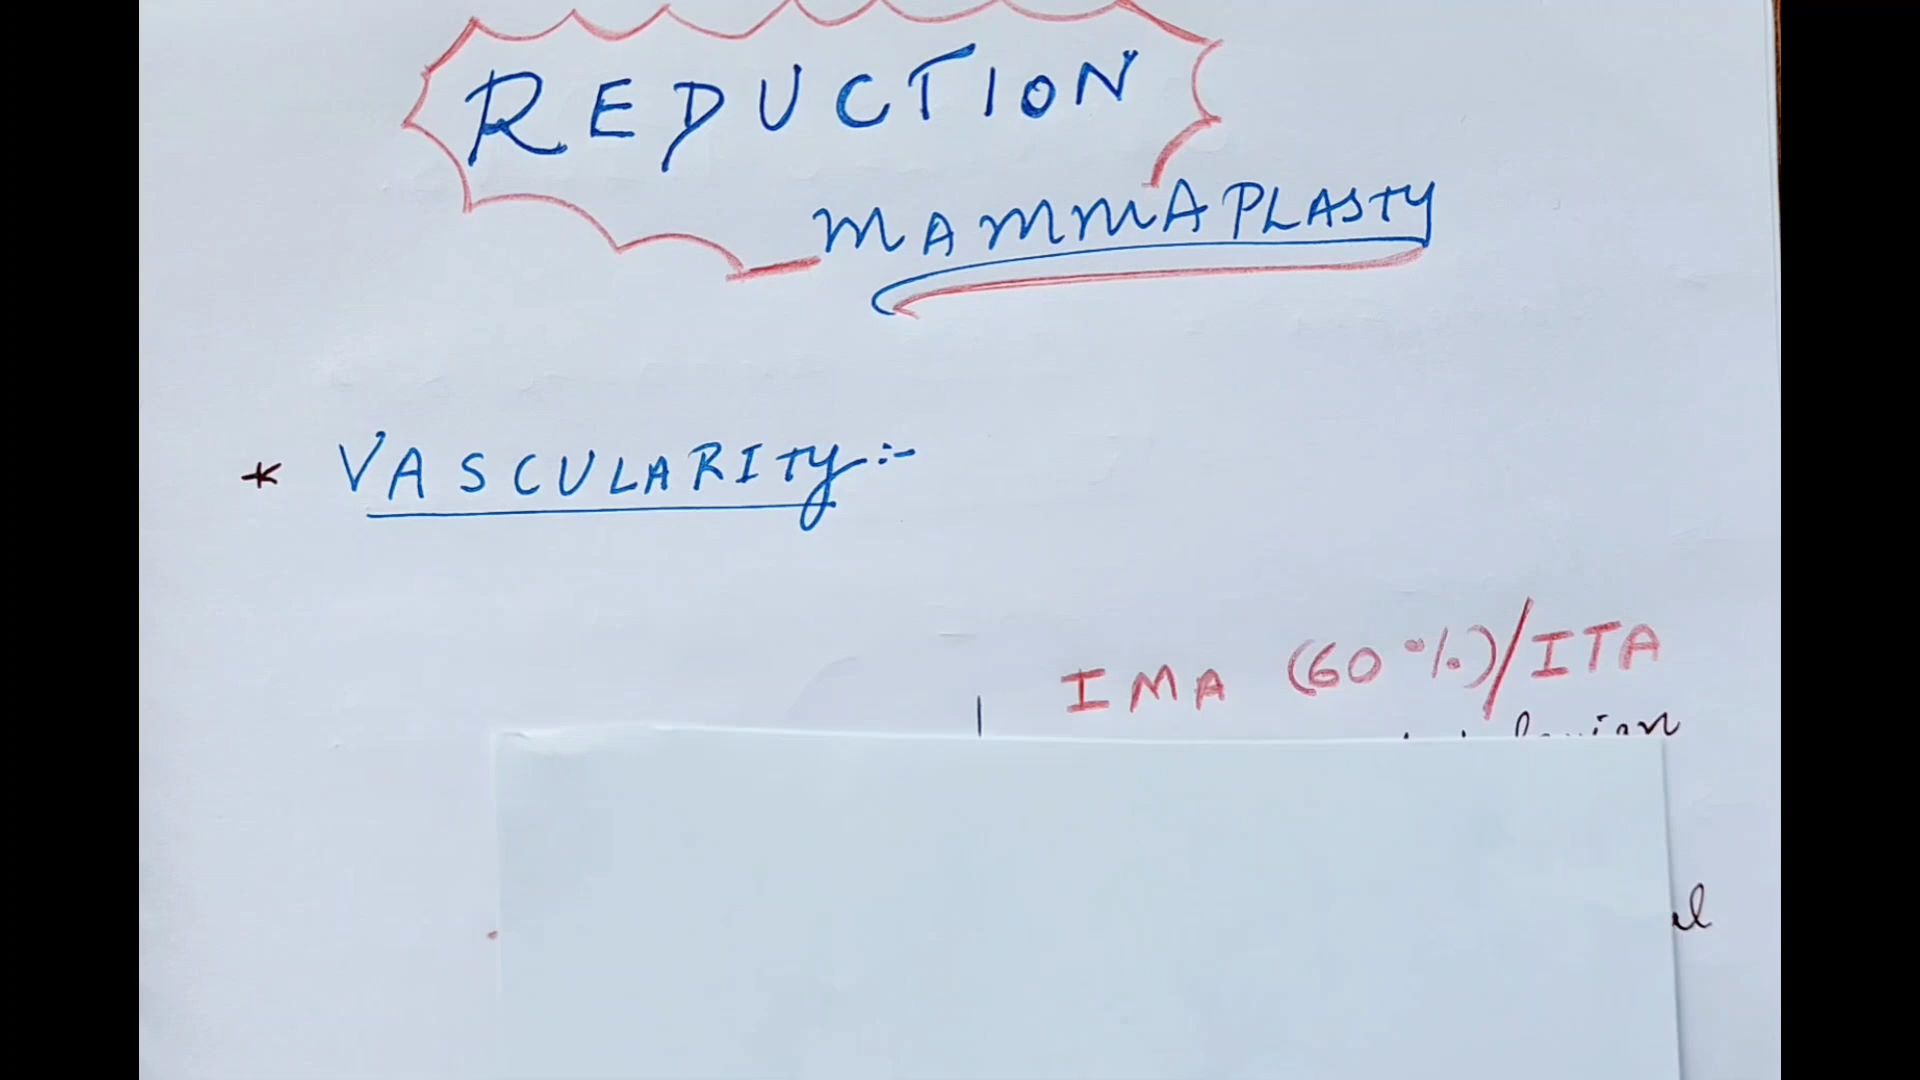 REDUCTION
MAMMAPLASTY
* VASCULARITY:-
IMA (60%)/ITA